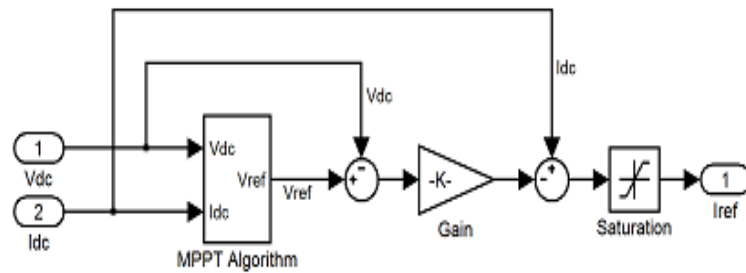 1
Vdc
2
Idc
Vdc
Idc
Vref
MPPT Algorithm
Vref
Vdc
+ -
-K-
Gain
Idc
- +
Saturation
1
Iref